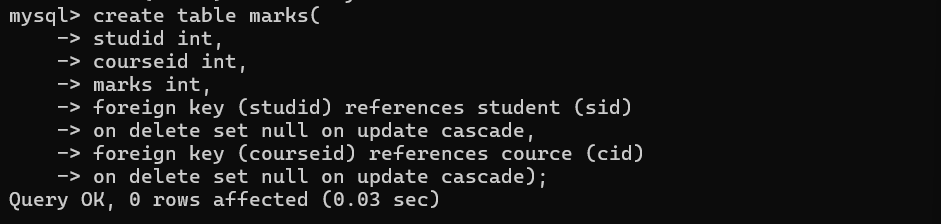 mysql> create table marks(
    -> studid int,
    -> courseid int,
    -> marks int,
    -> foreign key (studid) references student (sid)
    -> on delete set null on update cascade,
    -> foreign key (courseid) references cource (cid)
    -> on delete set null on update cascade);
Query OK, 0 rows affected (0.03 sec)